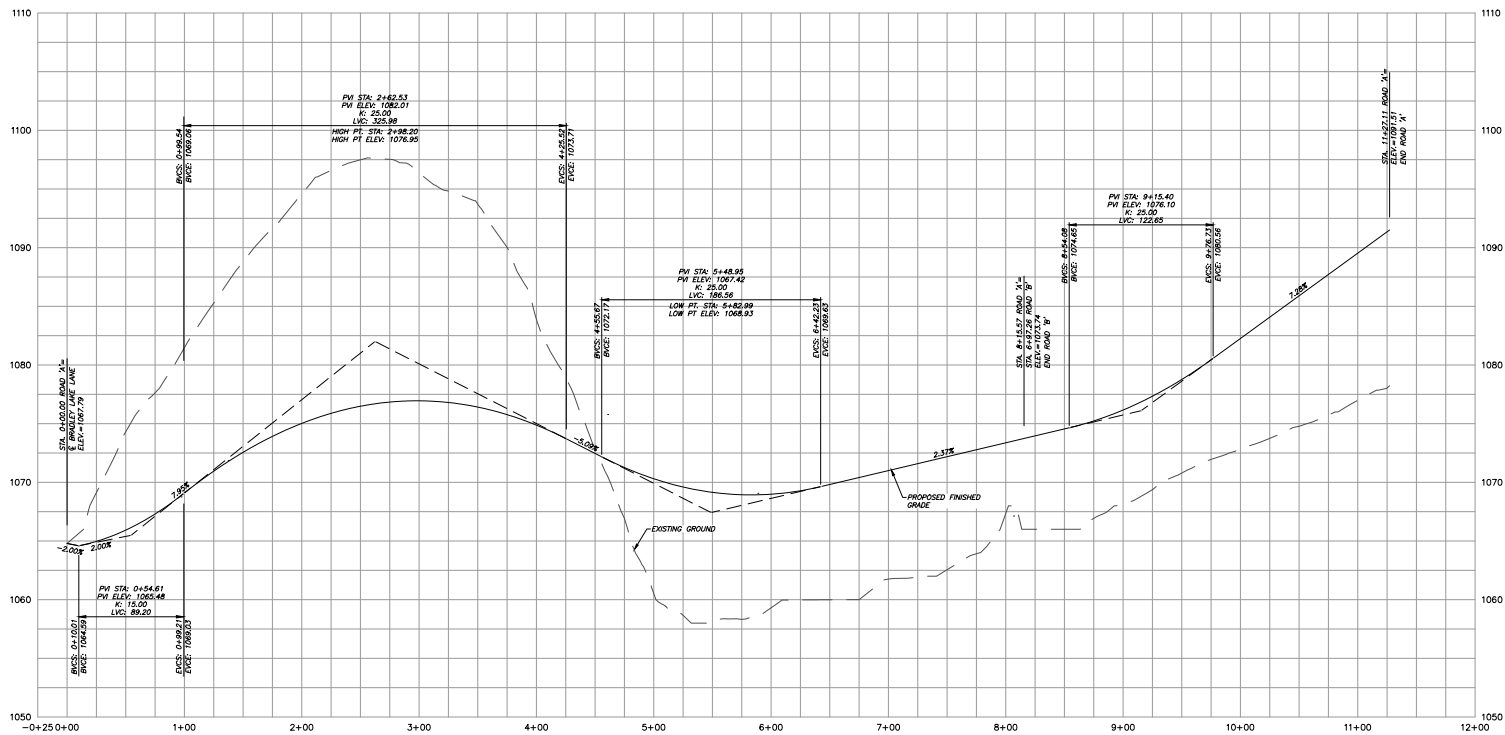 1110
1110
PVI STA: 2+62.53
PVI ELEV: 1082.01
K: 25.00
LVC: 325.98
HIGH PT. STA: 2+98.20
HIGH PT ELEV: 1076.95
BVCS: 0+99.54
BVCE: 1069.06
EVCS: 4+25.52
EVCE: 1073.71
STA. 11+27.11 ROAD 'A'=
ELEV.=1091.51
END ROAD 'A'
1100
1100
PVI STA: 9+15.40
PVI ELEV: 1076.10
K: 25.00
LVC: 122.65
BVCS: 8+54.08
BVCE: 1074.65
EVCS: 9+76.73
EVCE: 1080.56
1090
1090
PVI STA: 5+48.95
PVI ELEV: 1067.42
K: 25.00
LVC: 186.56
LOW PT. STA: 5+82.99
LOW PT ELEV: 1068.93
BVCS: 4+55.67
BVCE: 1072.17
EVCS: 6+42.23
EVCE: 1069.63
STA. 8+15.57 ROAD 'A'=
STA. 6+97.26 ROAD 'B'
ELEV.=1073.74
END ROAD 'B'
7.28%
1080
1080
STA. 0+00.00 ROAD 'A'=
℄ BRADLEY LAKE LANE
ELEV.=1067.79
-5.09%
2.37%
1070
1070
7.95%
PROPOSED FINISHED
GRADE
EXISTING GROUND
-2.00%
2.00%
1060
1060
PVI STA: 0+54.61
PVI ELEV: 1065.48
K: 15.00
LVC: 89.20
BVCS: 0+10.01
BVCE: 1064.59
EVCS: 0+99.21
EVCE: 1069.03
1050
1050
-0+25
0+00
1+00
2+00
3+00
4+00
5+00
6+00
7+00
8+00
9+00
10+00
11+00
12+00